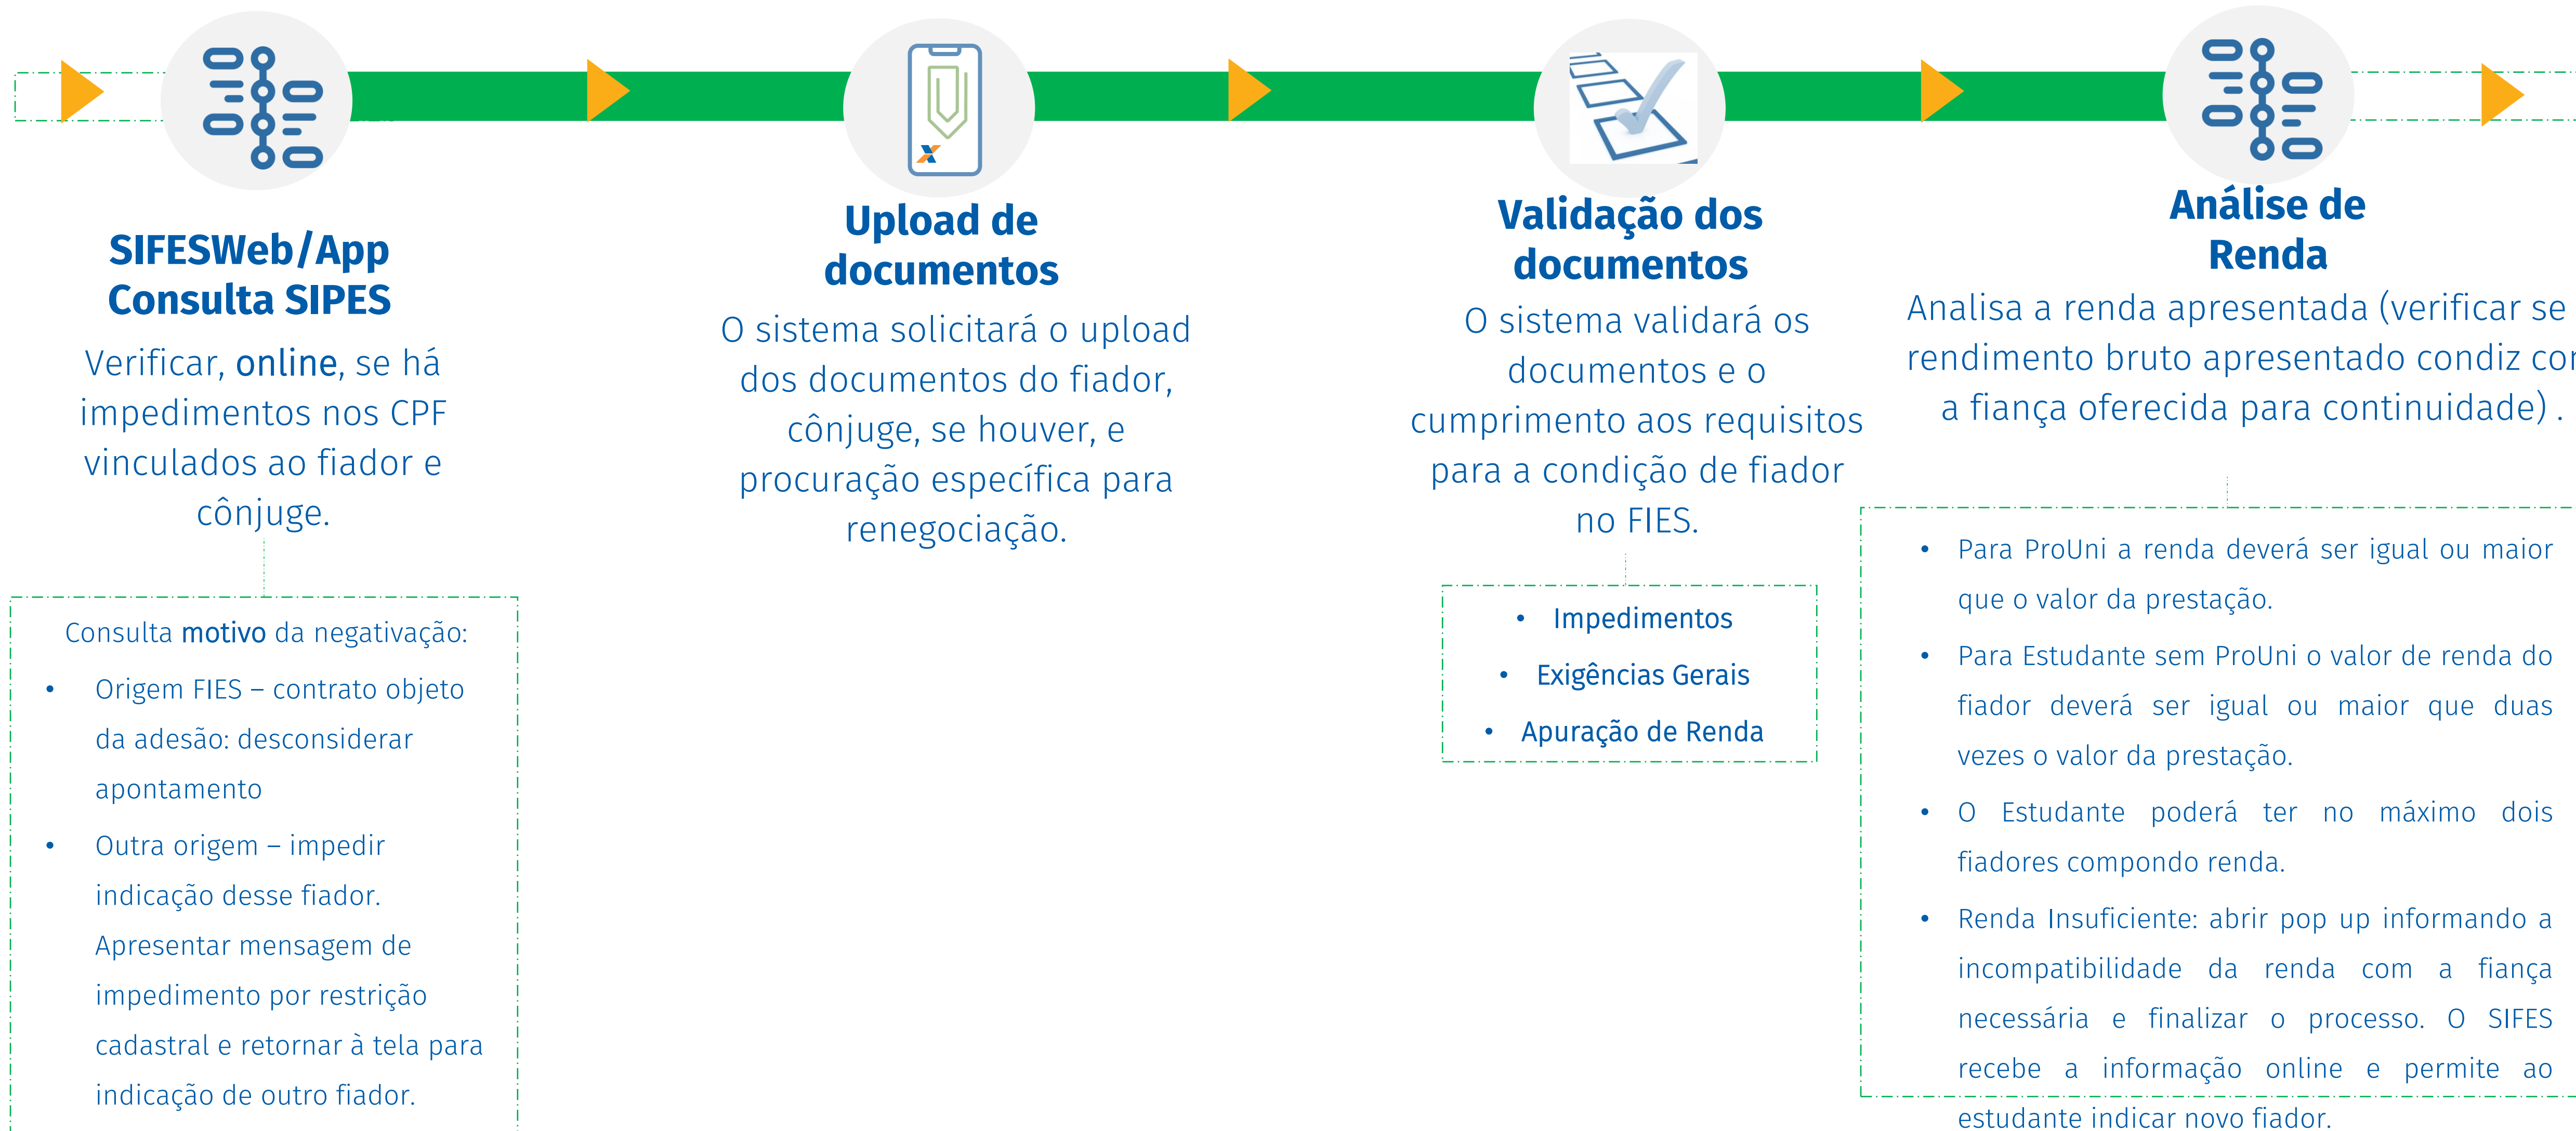 SIFESWeb/App
Consulta SIPES
Verificar, online, se há
impedimentos nos CPF
vinculados ao fiador e
cônjuge.
Consulta motivo da negativação:
• Origem FIES – contrato objeto
da adesão: desconsiderar
apontamento
• Outra origem – impedir
indicação desse fiador.
Apresentar mensagem de
impedimento por restrição
cadastral e retornar à tela para
indicação de outro fiador.
Upload de
documentos
O sistema solicitará o upload
dos documentos do fiador,
cônjuge, se houver, e
procuração específica para
renegociação.
Validação dos
documentos
O sistema validará os
documentos e o
cumprimento aos requisitos
para a condição de fiador
no FIES.
• Impedimentos
• Exigências Gerais
• Apuração de Renda
Análise de
Renda
Analisa a renda apresentada (verificar se
rendimento bruto apresentado condiz
a fiança oferecida para continuidade) .
• Para ProUni a renda deverá ser igual ou maior
que o valor da prestação.
• Para Estudante sem ProUni o valor de renda do
fiador deverá ser igual ou maior que duas
vezes o valor da prestação.
• O Estudante poderá ter no máximo dois
fiadores compondo renda.
• Renda Insuficiente: abrir pop up informando a
incompatibilidade da renda com a fiança
necessária e finalizar o processo. O SIFES
recebe a informação online e permite ao
estudante indicar novo fiador.